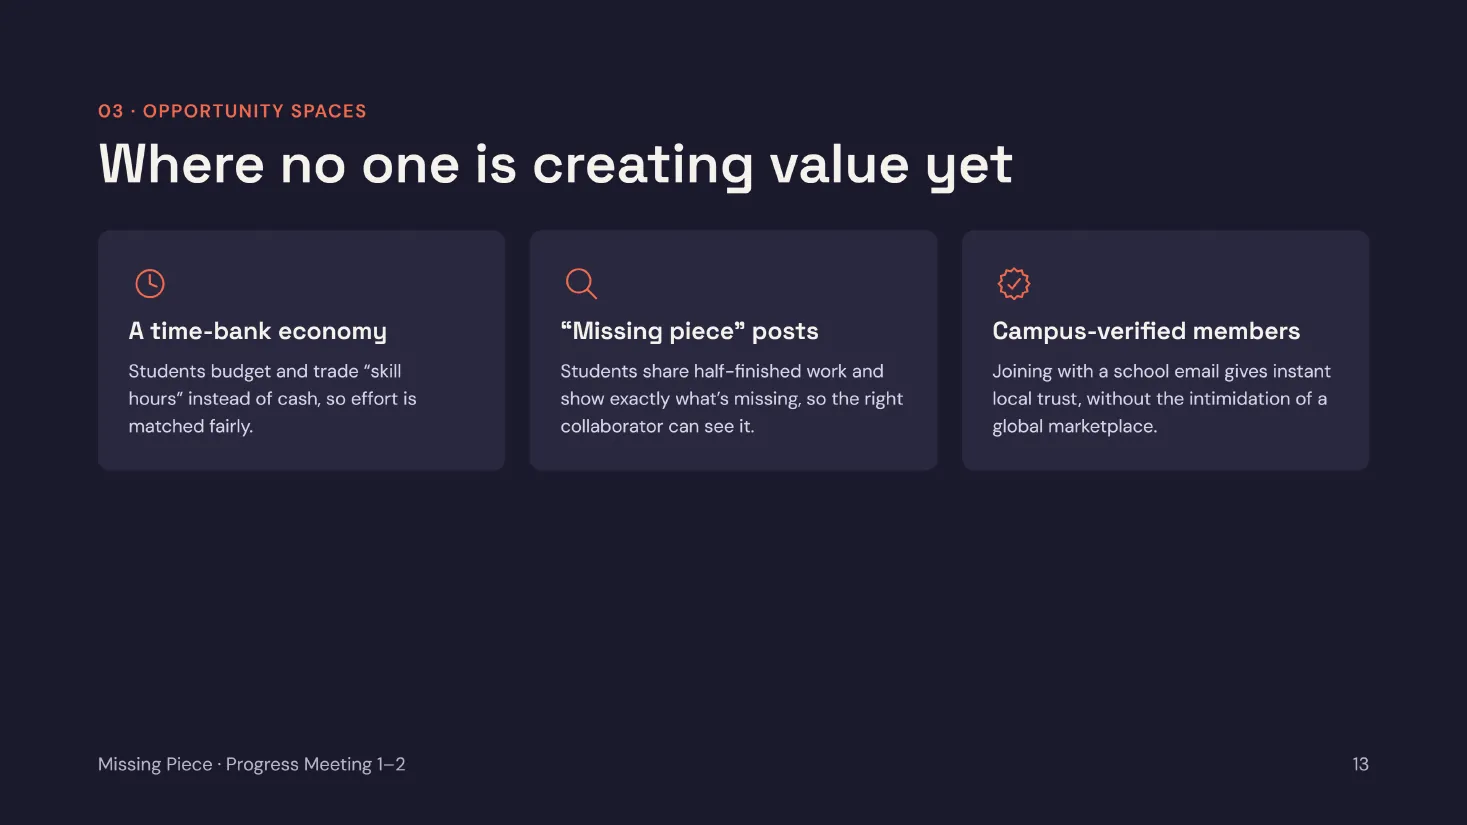 03 · OPPORTUNITY SPACES
Where no one is creating value yet
A time-bank economy
Students budget and trade “skill
hours” instead of cash, so effort is
matched fairly.
“Missing piece” posts
Students share half-finished work and
show exactly what’s missing, so the right
collaborator can see it.
Campus-verified members
Joining with a school email gives instant
local trust, without the intimidation of a
global marketplace.
Missing Piece · Progress Meeting 1–2
13